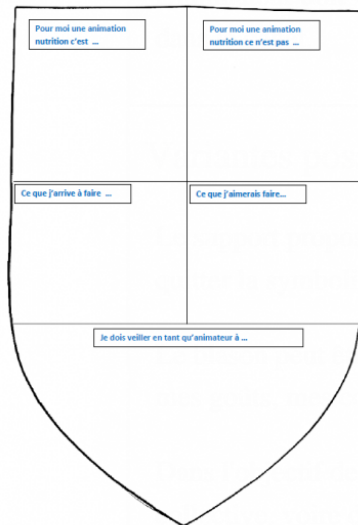 Pour moi une animation
nutrition c'est ...
Pour moi une animation
nutrition ce n'est pas ...
Ce que j'arrive à faire ...
Ce que j'aimerais faire...
Je dois veiller en tant qu'animateur à ...